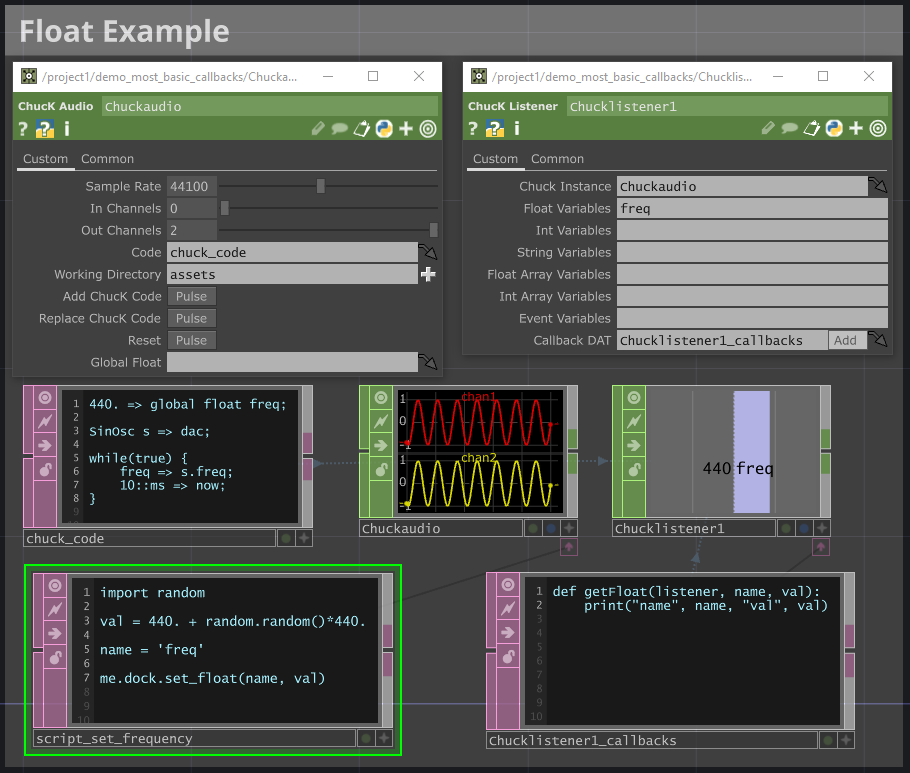 Float Example
/project1/demo_most_basic_callbacks/Chucka...
ChucK Audio Chuckaudio
? ? i
Custom Common
Sample Rate 44100
In Channels 0
Out Channels 2
Code chuck_code
Working Directory assets
Add ChucK Code Pulse
Replace ChucK Code Pulse
Reset Pulse
Global Float
/project1/demo_most_basic_callbacks/Chucklis...
ChucK Listener Chucklistener1
? ? i
Custom Common
Chuck Instance Chuckaudio
Float Variables freq
Int Variables
String Variables
Float Array Variables
Int Array Variables
Event Variables
Callback DAT Chucklistener1_callbacks Add
1 440. => global float freq;
2
3 SinOsc s => dac;
4
5 while(true) {
6 freq => s.freq;
7 10::ms => now;
8 }
9
chuck_code
chan1
1
0
-1
chan2
1
0
-1
Chuckaudio
440 freq
Chucklistener1
1 import random
2
3 val = 440. + random.random()*440.
4
5 name = 'freq'
6
7 me.dock.set_float(name, val)
8
9
10
script_set_frequency
1 def getFloat(listener, name, val):
2 print("name", name, "val", val)
3
4
5
6
7
8
9
10
Chucklistener1_callbacks